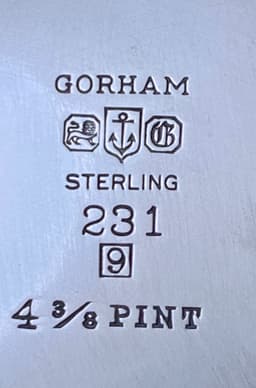 GORHAM
G
STERLING
231
9
4 3/8 PINT